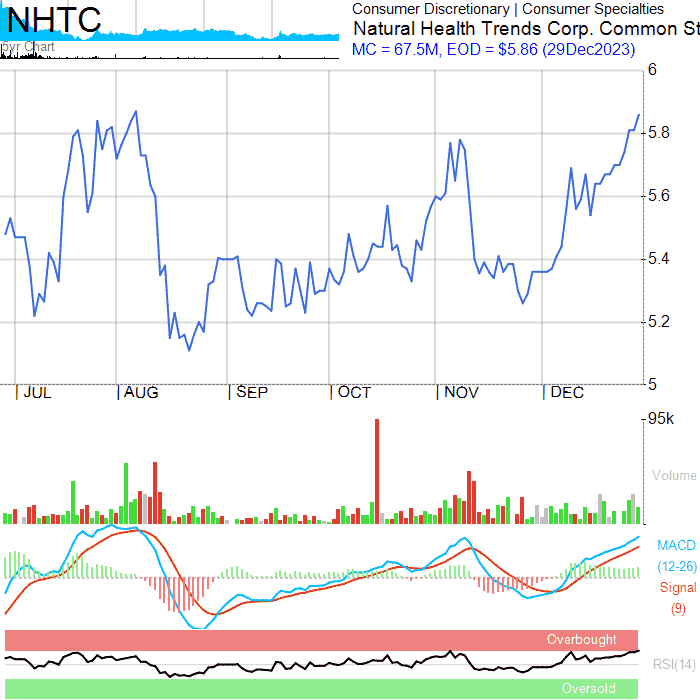 NHTC
5yr Chart
Consumer Discretionary | Consumer Specialties
Natural Health Trends Corp. Common St
MC = 67.5M, EOD = $5.86 (29Dec2023)
6
5.8
5.6
5.4
5.2
5
| JUL | AUG | SEP | OCT | NOV | DEC
95k
Volume
MACD
(12-26)
Signal
(9)
Overbought
RSI(14)
Oversold